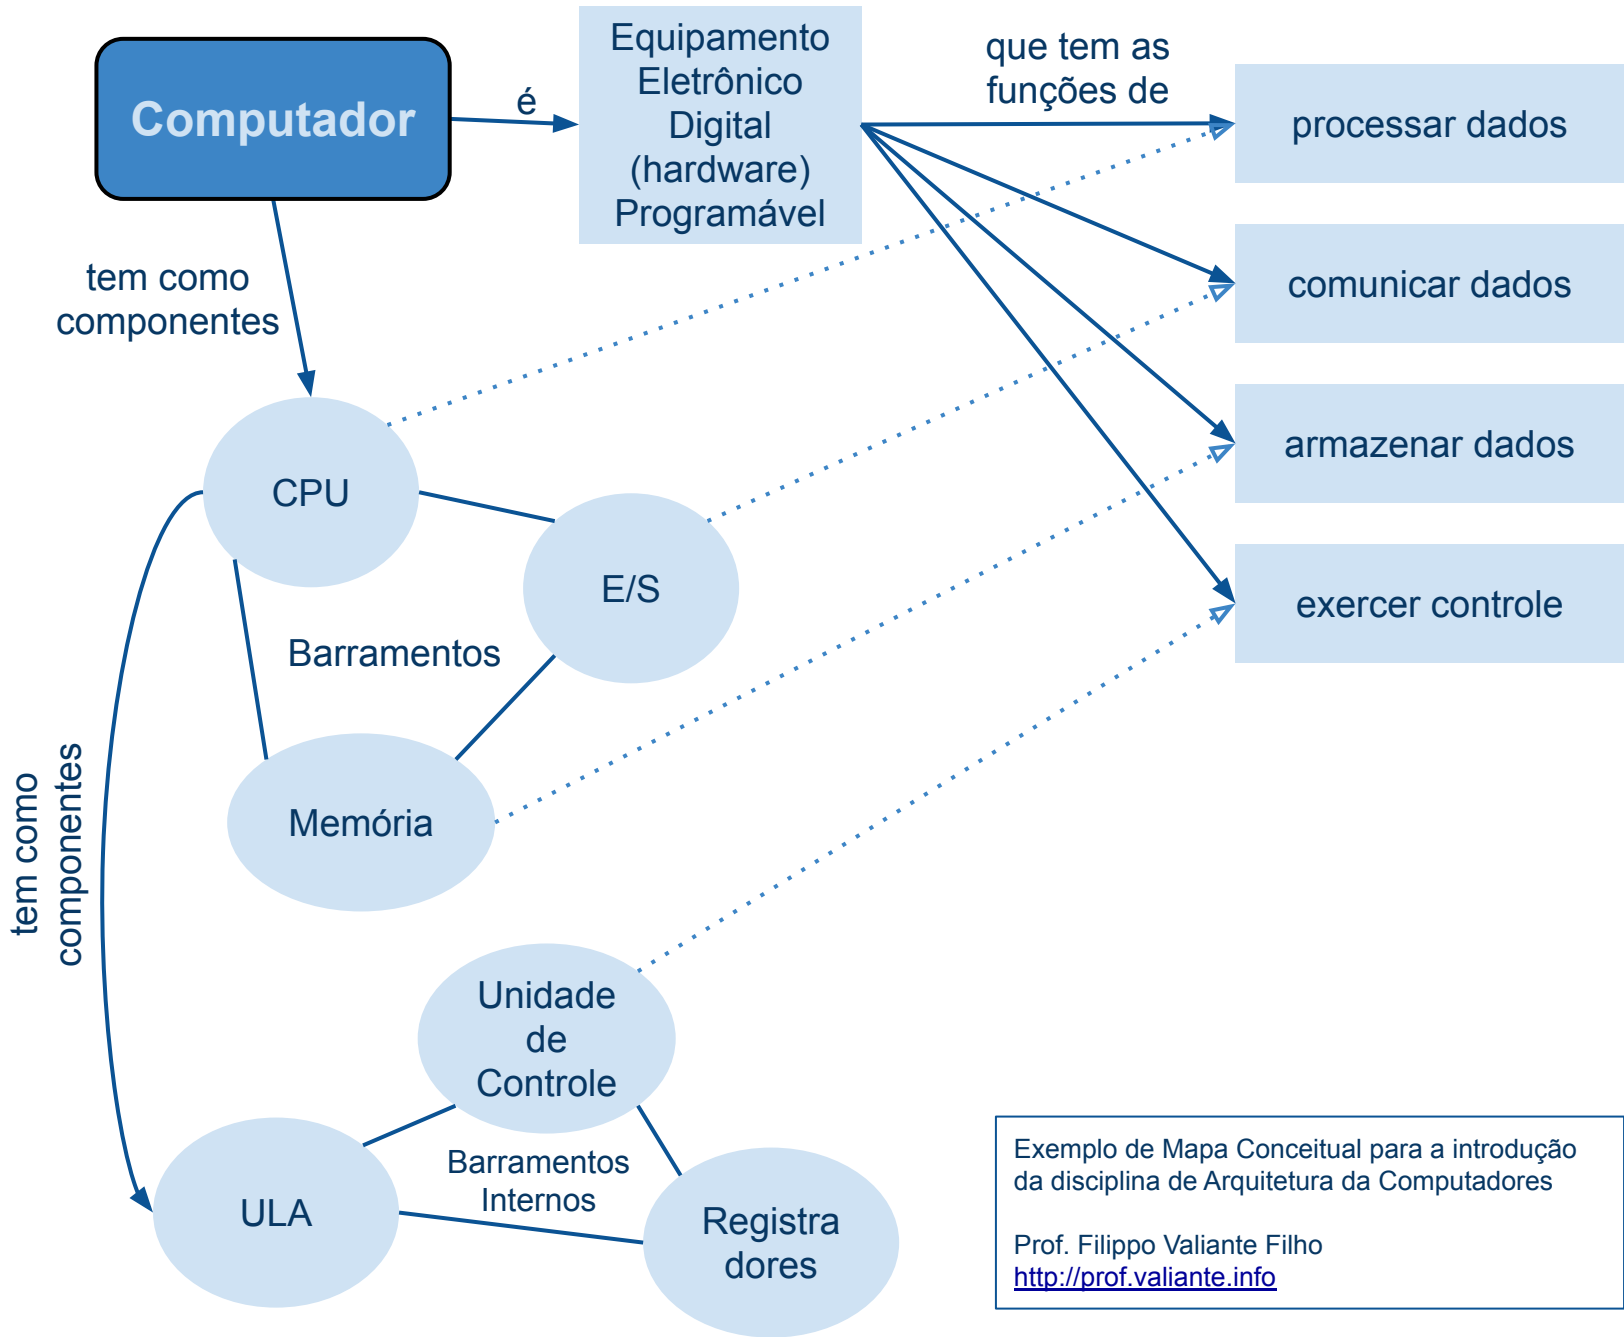 Computador
é
Equipamento
Eletrônico
Digital
(hardware)
Programável
que tem as
funções de
processar dados
comunicar dados
armazenar dados
exercer controle
tem como
componentes
CPU
E/S
Barramentos
Memória
tem como
componentes
Unidade
de
Controle
Barramentos
Internos
ULA
Registra
dores
Exemplo de Mapa Conceitual para a introdução
da disciplina de Arquitetura da Computadores
Prof. Filippo Valiante Filho
http://prof.valiante.info